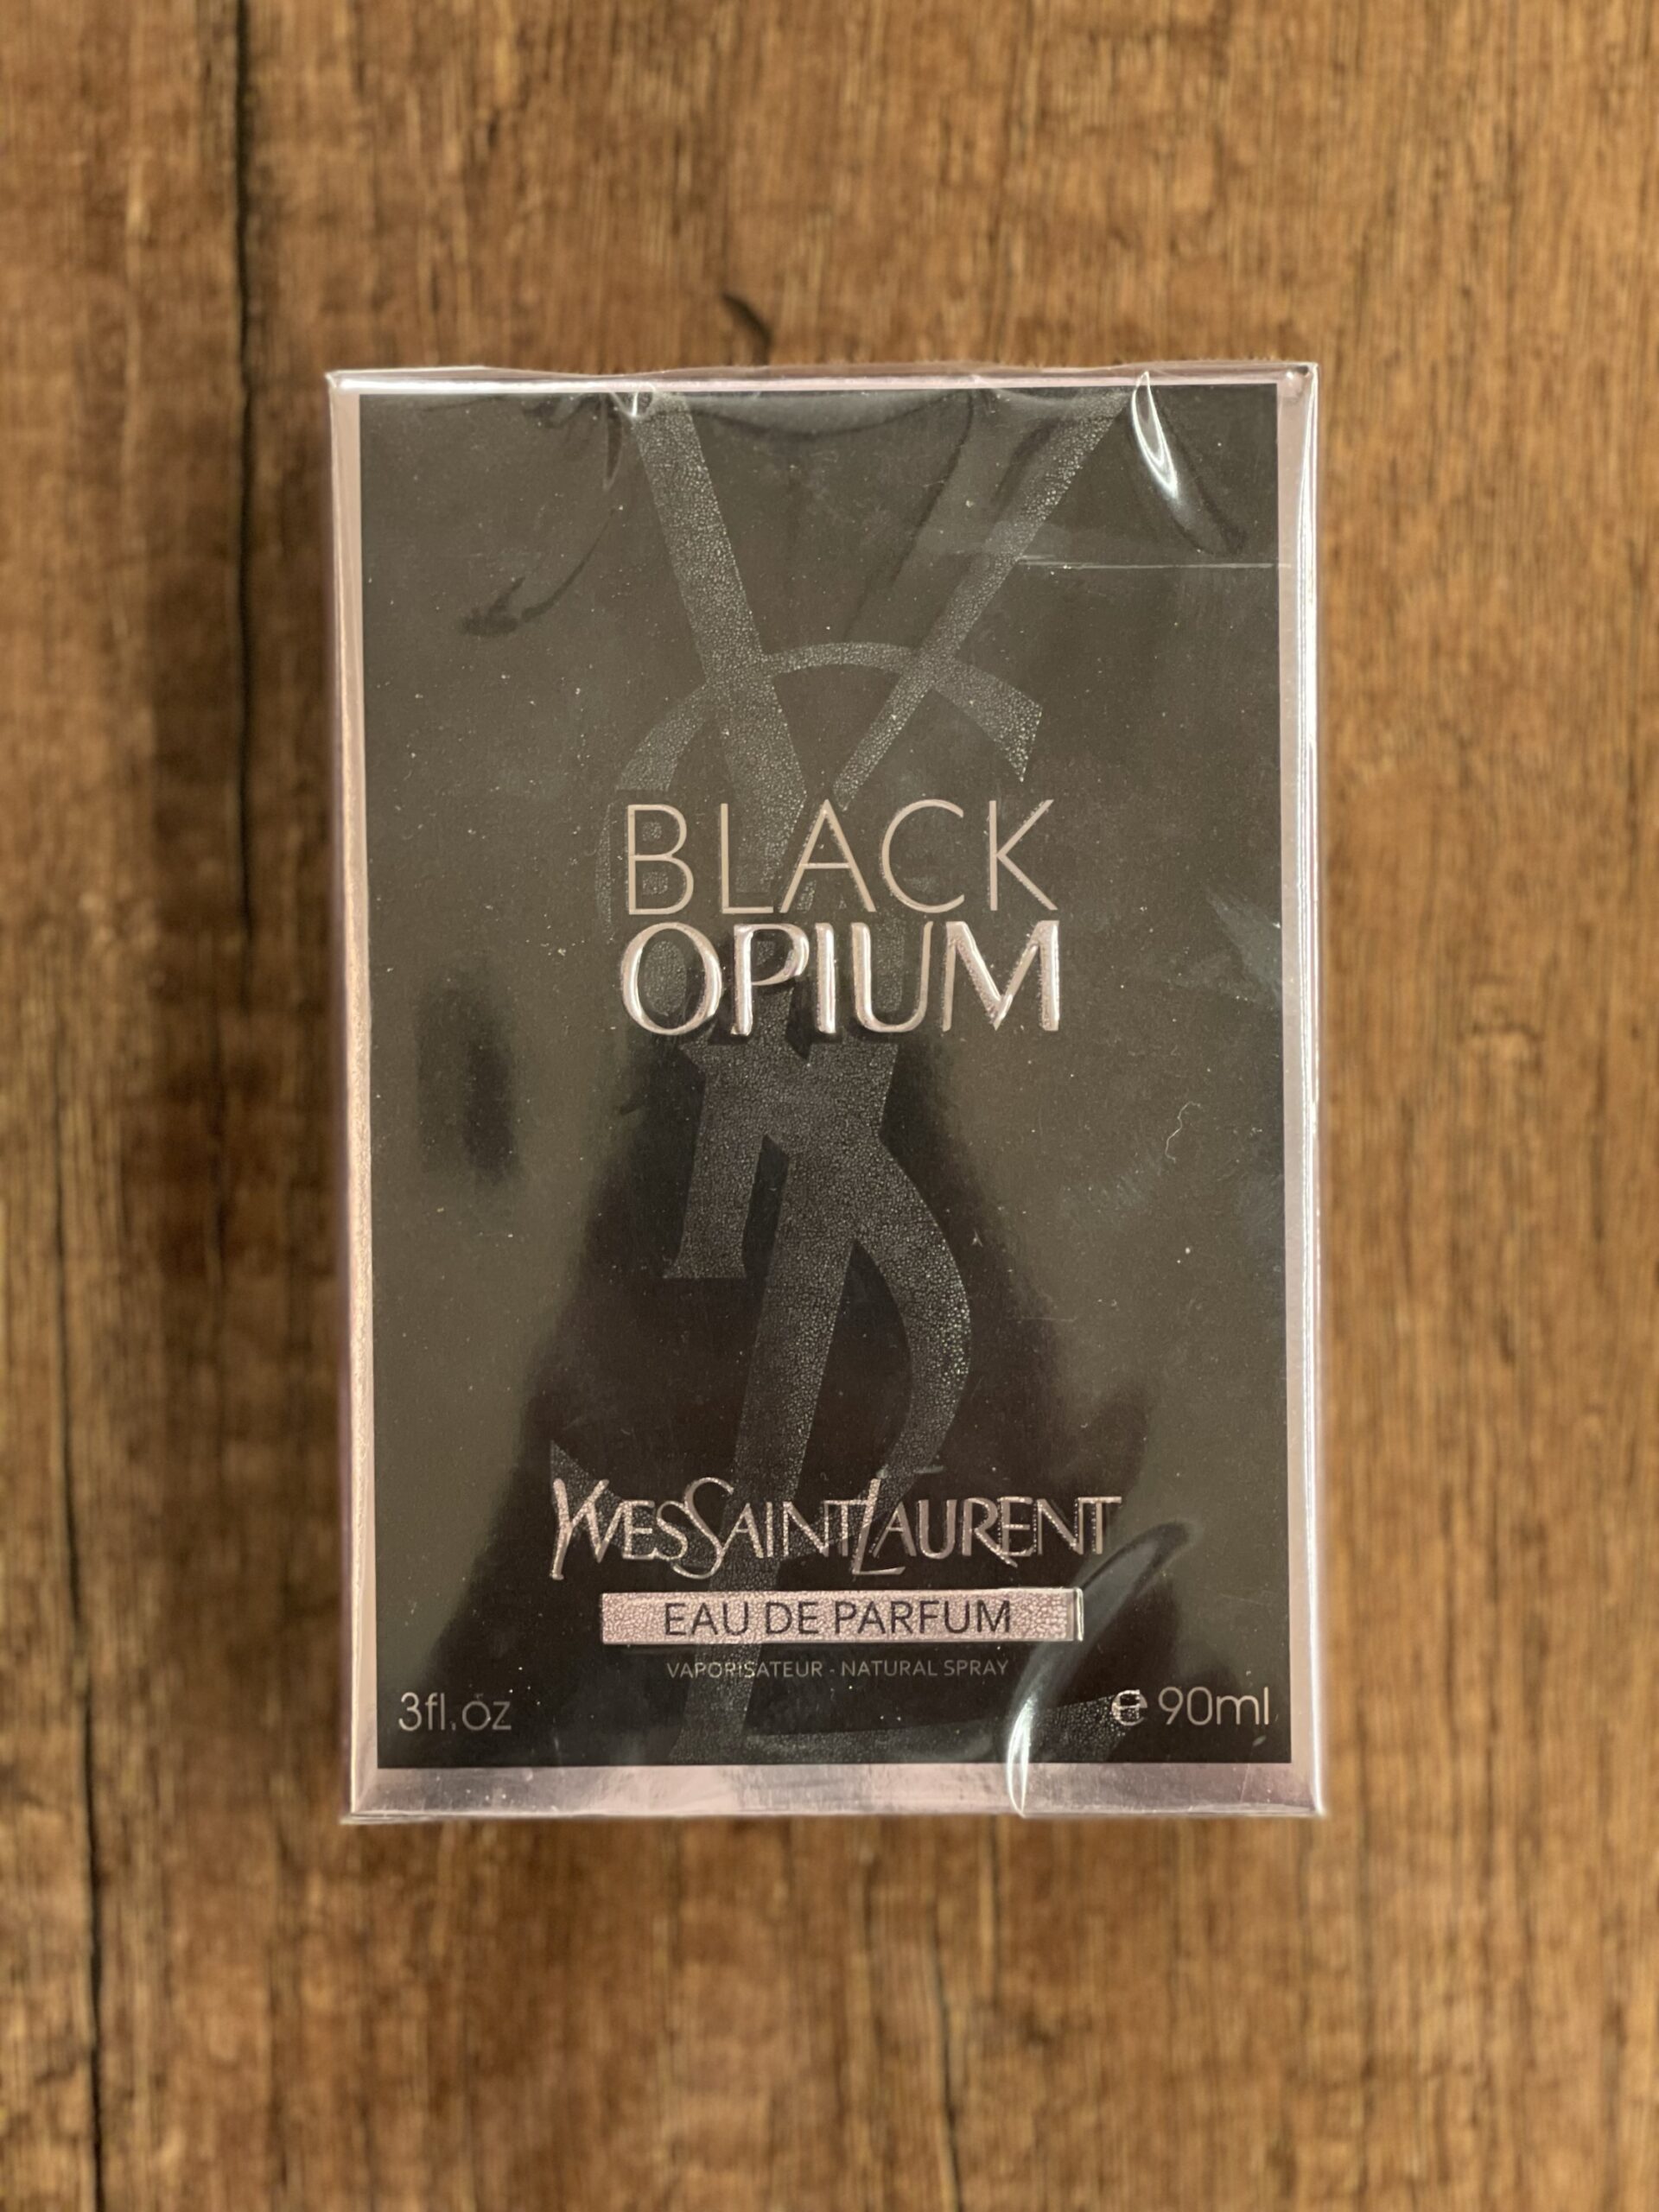 BLACK
OPIUM
YVESSAINTLAURENT
EAU DE PARFUM
VAPORISATEUR - NATURAL SPRAY
3fl.oz
℮ 90ml